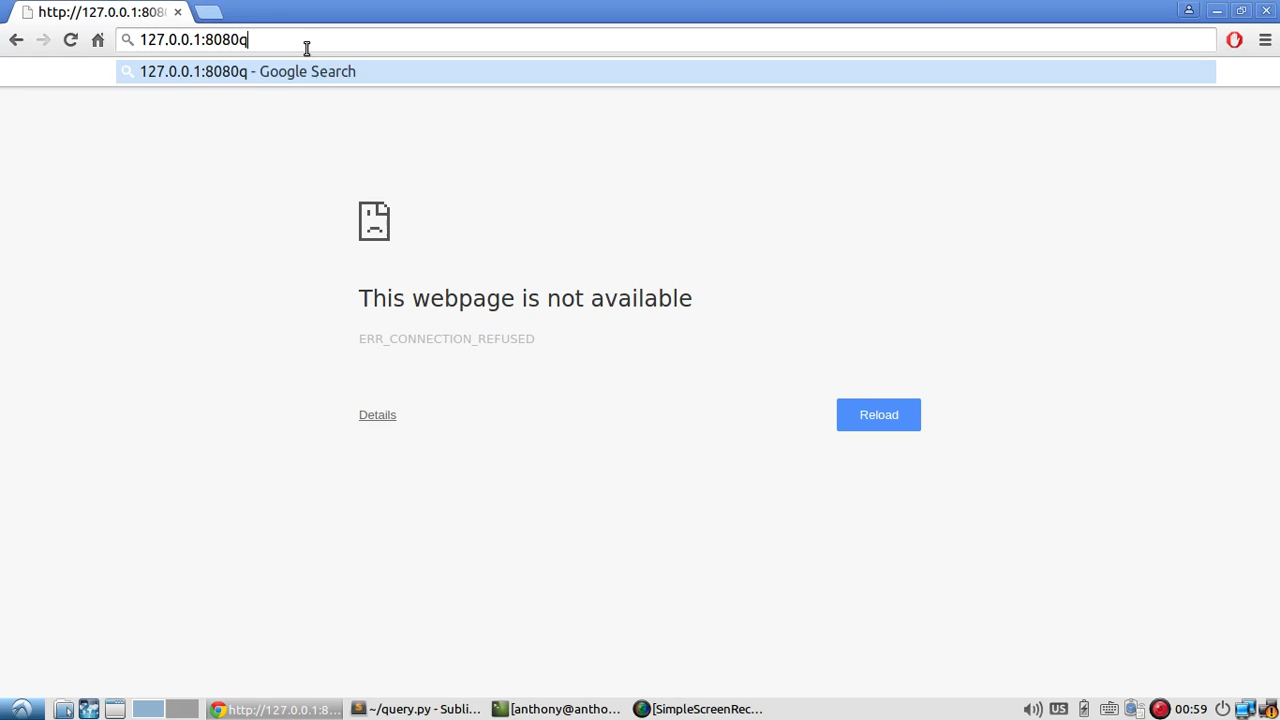 http://127.0.0.1:808
127.0.0.1:8080q
127.0.0.1:8080q - Google Search
This webpage is not available
ERR_CONNECTION_REFUSED
Details
Reload
http://127.0.0.1:8...
~/query.py - Subli...
[anthony@antho...
[SimpleScreenRec...
US
00:59